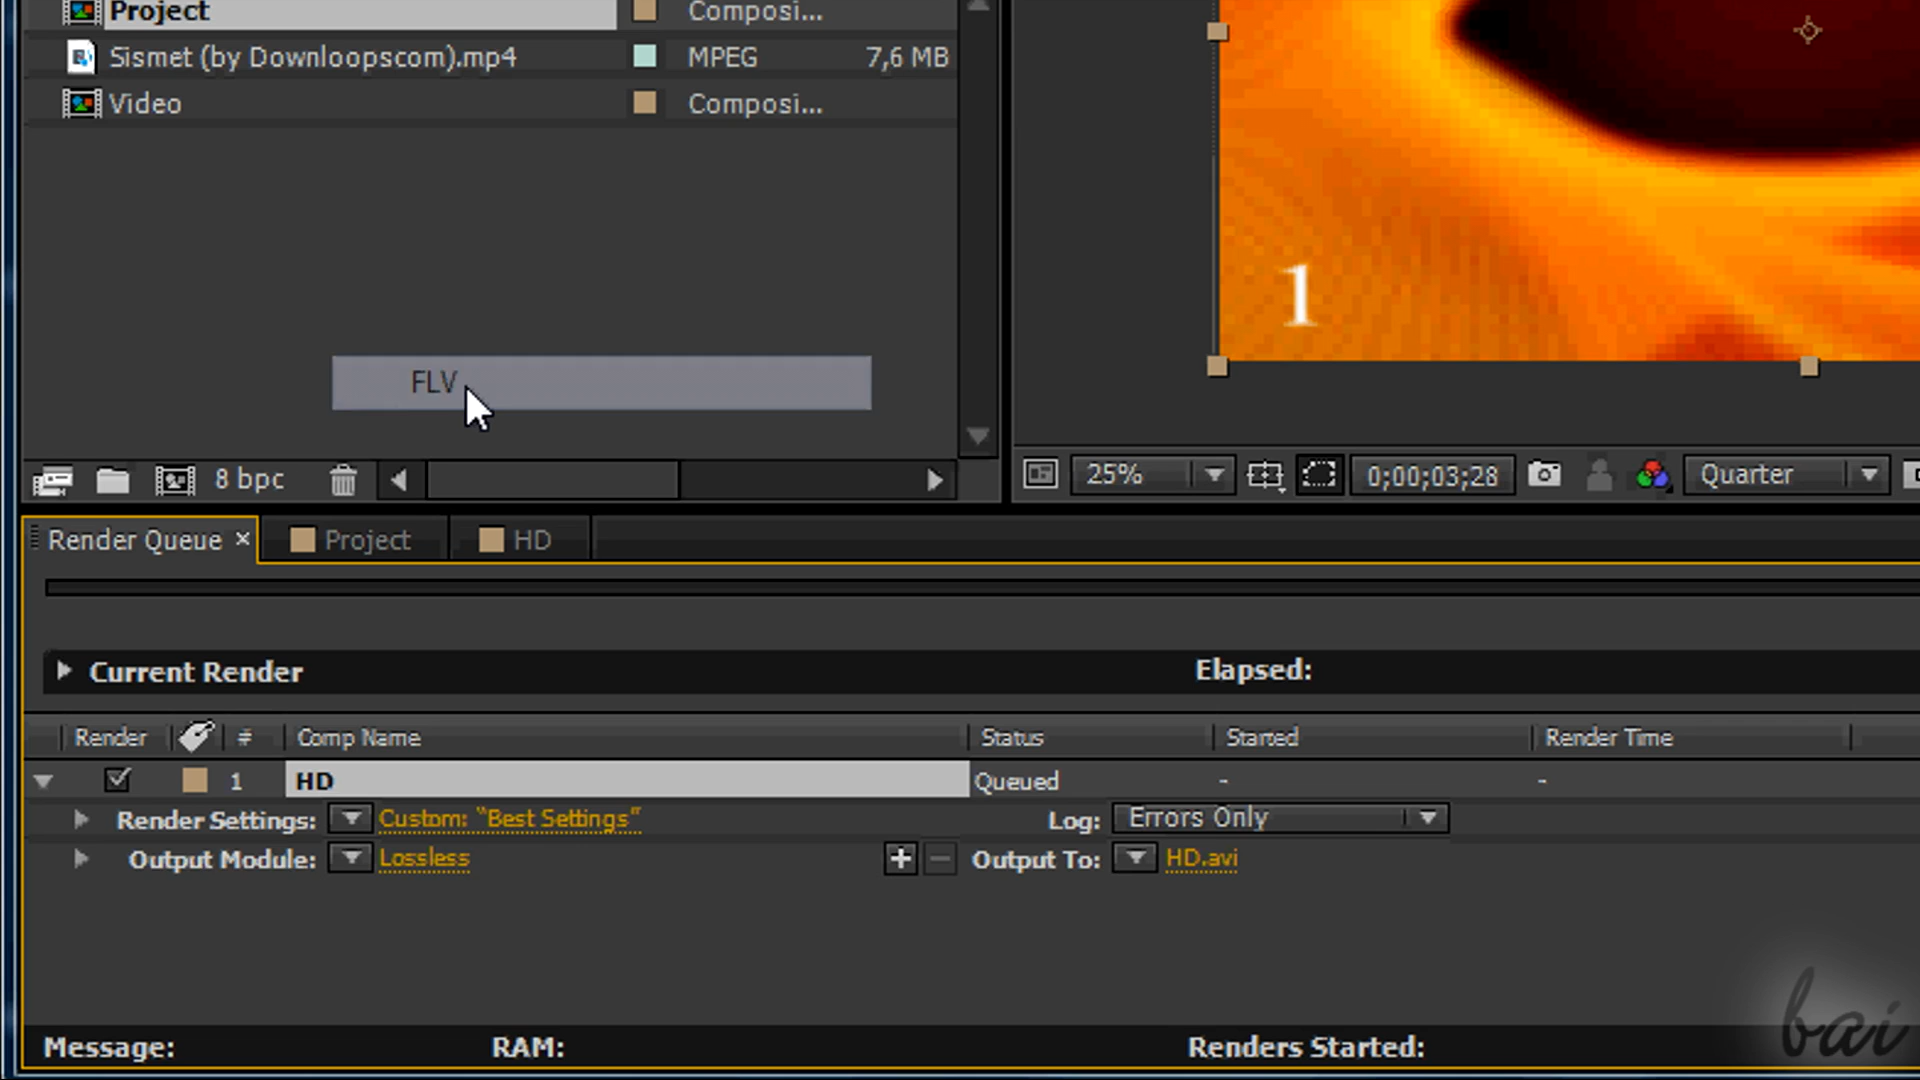 Project Composi...
Sismet (by Downloopscom).mp4 MPEG 7,6 MB
Video Composi...
1
FLV
8 bpc
25% 0;00;03;28 Quarter
Render Queue × Project HD
Current Render Elapsed:
Render # Comp Name Status Started Render Time
1 HD Queued - -
Render Settings: Custom: "Best Settings" Log: Errors Only
Output Module: Lossless + − Output To: HD.avi
Message: RAM: Renders Started:
bai